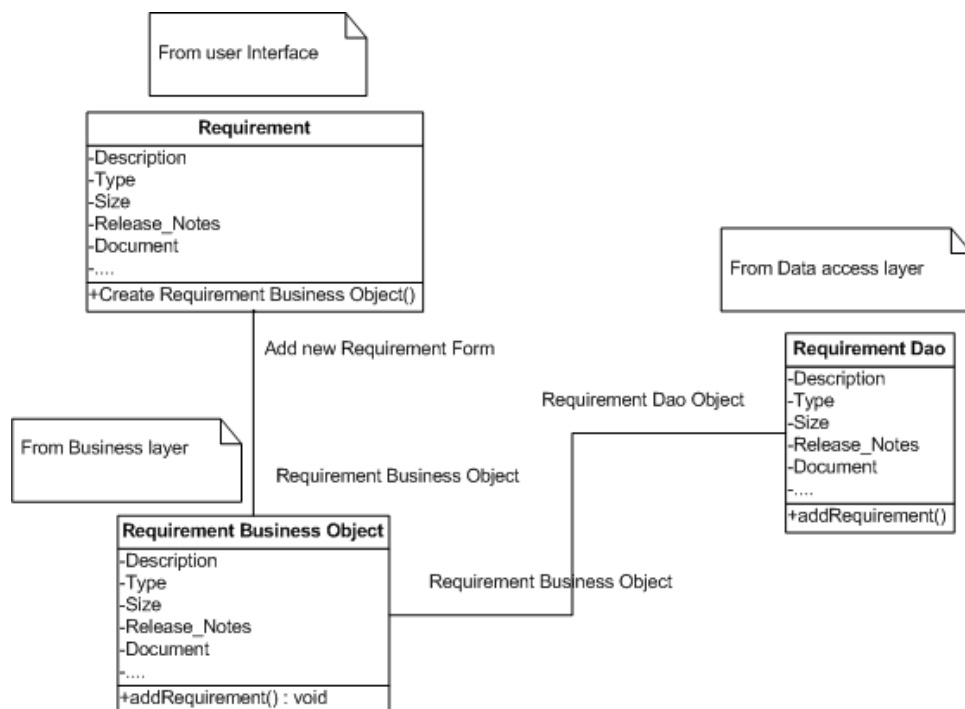 From user Interface
Requirement
-Description
-Type
-Size
-Release_Notes
-Document
-....
+Create Requirement Business Object()
Add new Requirement Form
From Data access layer
Requirement Dao
-Description
-Type
-Size
-Release_Notes
-Document
-....
+addRequirement()
Requirement Dao Object
From Business layer
Requirement Business Object
Requirement Business Object
-Description
-Type
-Size
-Release_Notes
-Document
-....
+addRequirement() : void
Requirement Business Object